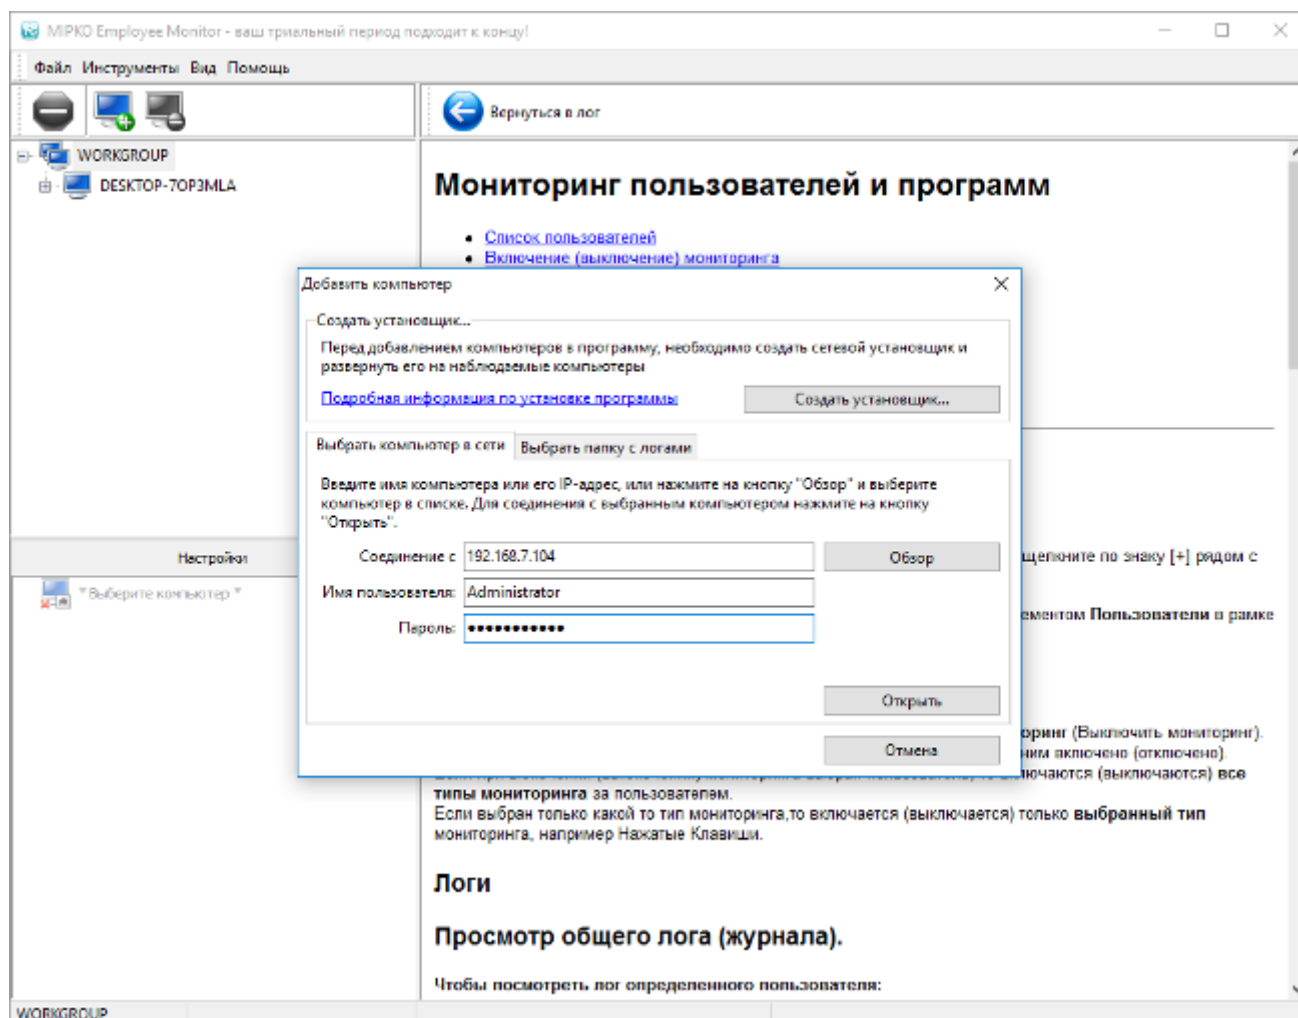 MIPKO Employee Monitor - ваш триальный период подходит к концу!
Файл Инструменты Вид Помощь
Вернуться в лог
WORKGROUP
DESKTOP-7OP3MLA
Мониторинг пользователей и программ
Список пользователей
Включение (выключение) мониторинга
Добавить компьютер
Создать установщик...
Перед добавлением компьютеров в программу, необходимо создать сетевой установщик и
развернуть его на наблюдаемые компьютеры
Подробная информация по установке программы
Создать установщик...
Выбрать компьютер в сети
Выбрать папку с логами
Введите имя компьютера или его IP-адрес, или нажмите на кнопку "Обзор" и выберите
компьютер в списке. Для соединения с выбранным компьютером нажмите на кнопку
"Открыть".
Соединение с 192.168.7.104
Обзор
Имя пользователя: Administrator
Пароль: •••••••••••
Открыть
Отмена
Настройки
* Выберите компьютер *
щелкните по знаку [+] рядом с
ементом Пользователи в рамке
оринг (Выключить мониторинг).
ним включено (отключено).
ючаются (выключаются) все
типы мониторинга за пользователем.
Если выбран только какой то тип мониторинга,то включается (выключается) только выбранный тип
мониторинга, например Нажатые Клавиши.
Логи
Просмотр общего лога (журнала).
Чтобы посмотреть лог определенного пользователя:
WORKGROUP